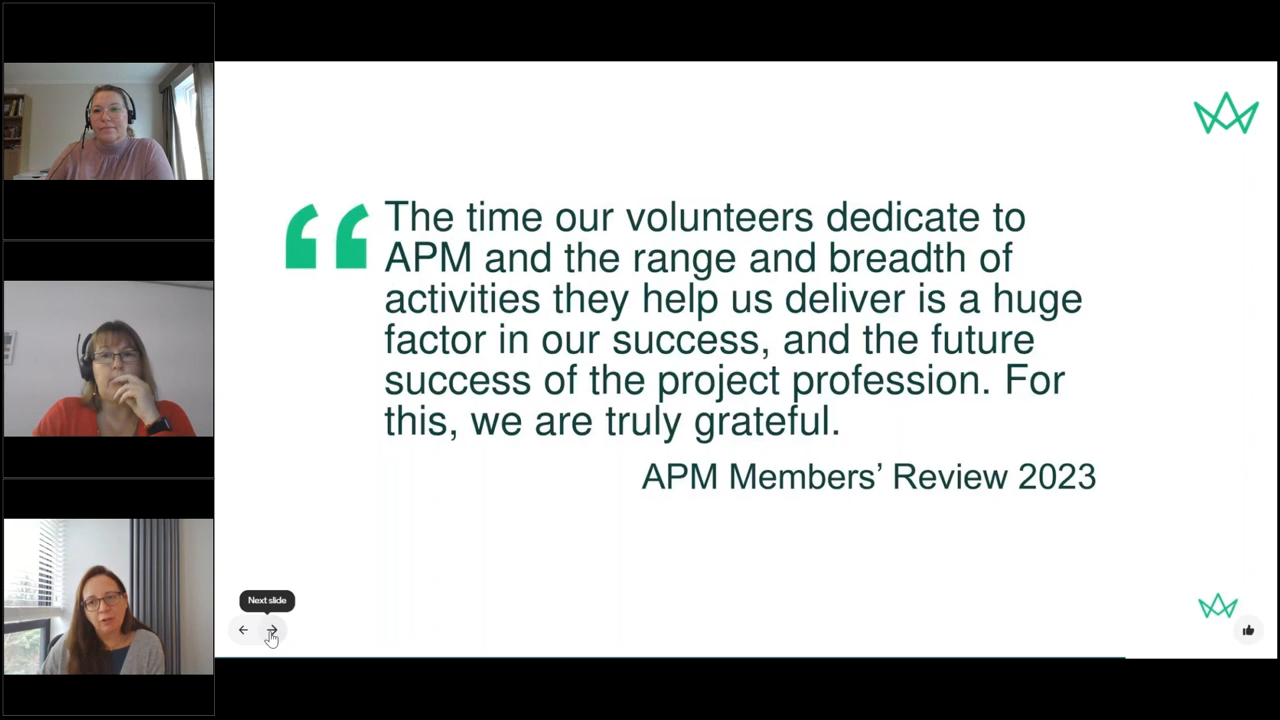 The time our volunteers dedicate to
APM and the range and breadth of
activities they help us deliver is a huge
factor in our success, and the future
success of the project profession. For
this, we are truly grateful.
APM Members’ Review 2023
Next slide